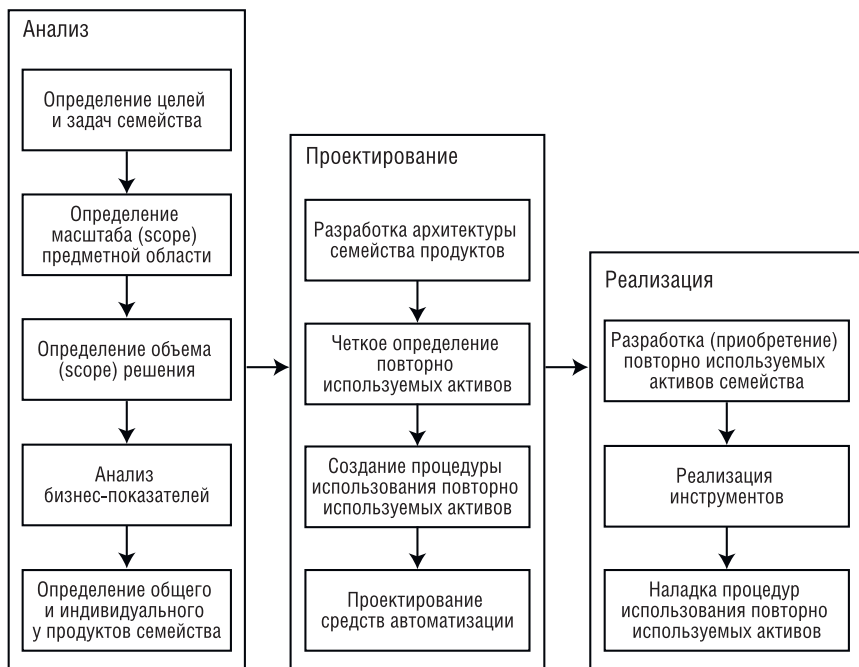 Анализ
Определение целей
и задач семейства
Определение
масштаба (scope)
предметной области
Определение объема
(scope) решения
Анализ
бизнес-показателей
Определение общего
и индивидуального
у продуктов семейства
Проектирование
Разработка архитектуры
семейства продуктов
Четкое определение
повторно
используемых активов
Создание процедуры
использования повторно
используемых активов
Проектирование
средств автоматизации
Реализация
Разработка (приобретение)
повторно используемых
активов семейства
Реализация
инструментов
Наладка процедур
использования повторно
используемых активов